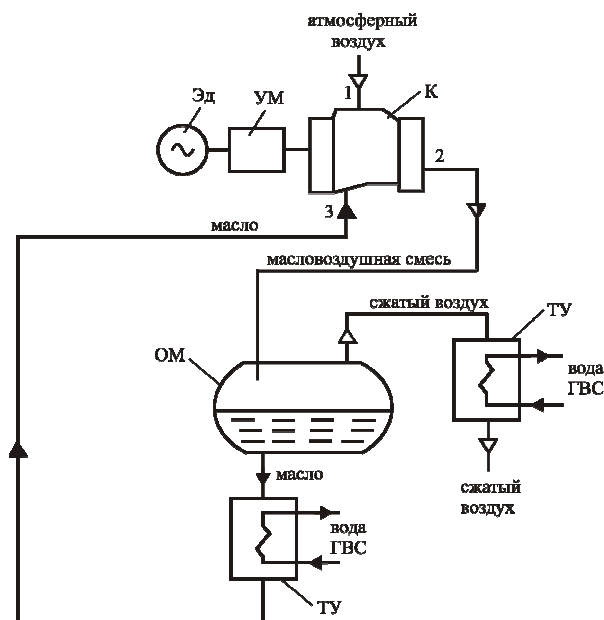 атмосферный
воздух
Эд
УМ
1
К
2
3
масло
масловоздушная смесь
сжатый воздух
ТУ
ОМ
вода
ГВС
масло
сжатый
воздух
вода
ГВС
ТУ